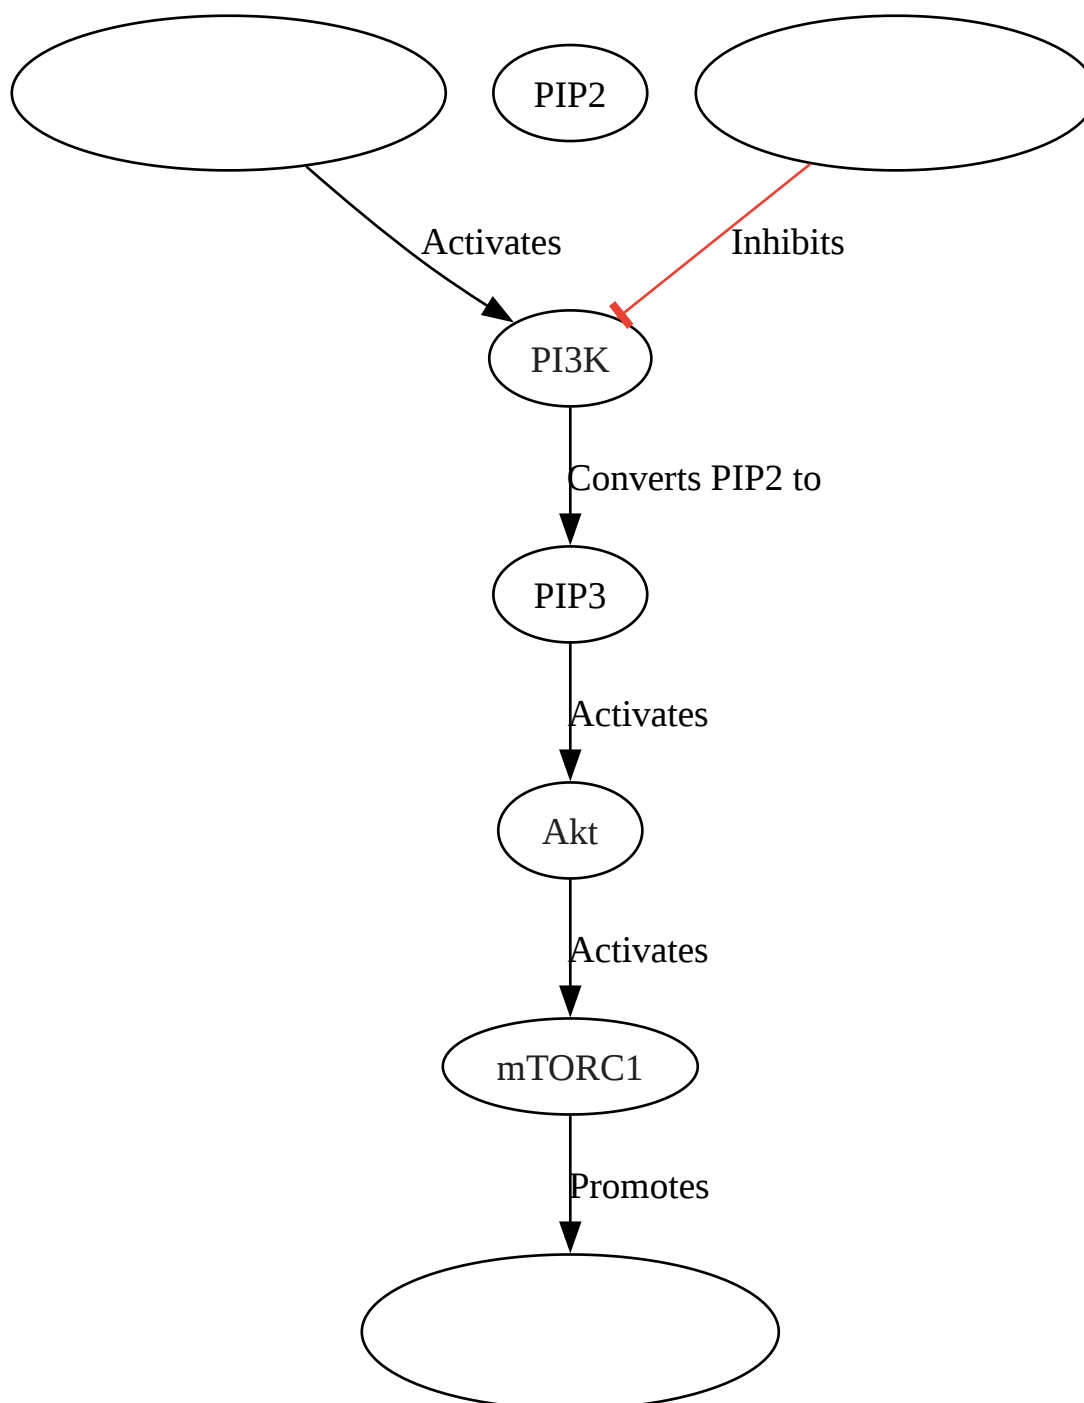 PIP2
Activates
Inhibits
PI3K
Converts PIP2 to
PIP3
Activates
Akt
Activates
mTORC1
Promotes